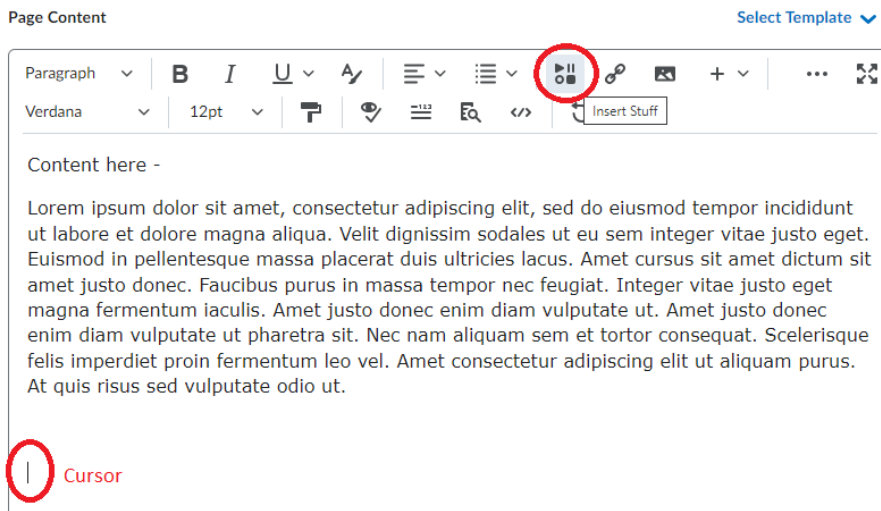 Page Content
Select Template
Paragraph B I U A
Verdana 12pt Insert Stuff
Content here -
Lorem ipsum dolor sit amet, consectetur adipiscing elit, sed do eiusmod tempor incididunt
ut labore et dolore magna aliqua. Velit dignissim sodales ut eu sem integer vitae justo eget.
Euismod in pellentesque massa placerat duis ultricies lacus. Amet cursus sit amet dictum sit
amet justo donec. Faucibus purus in massa tempor nec feugiat. Integer vitae justo eget
magna fermentum iaculis. Amet justo donec enim diam vulputate ut. Amet justo donec
enim diam vulputate ut pharetra sit. Nec nam aliquam sem et tortor consequat. Scelerisque
felis imperdiet proin fermentum leo vel. Amet consectetur adipiscing elit ut aliquam purus.
At quis risus sed vulputate odio ut.
Cursor